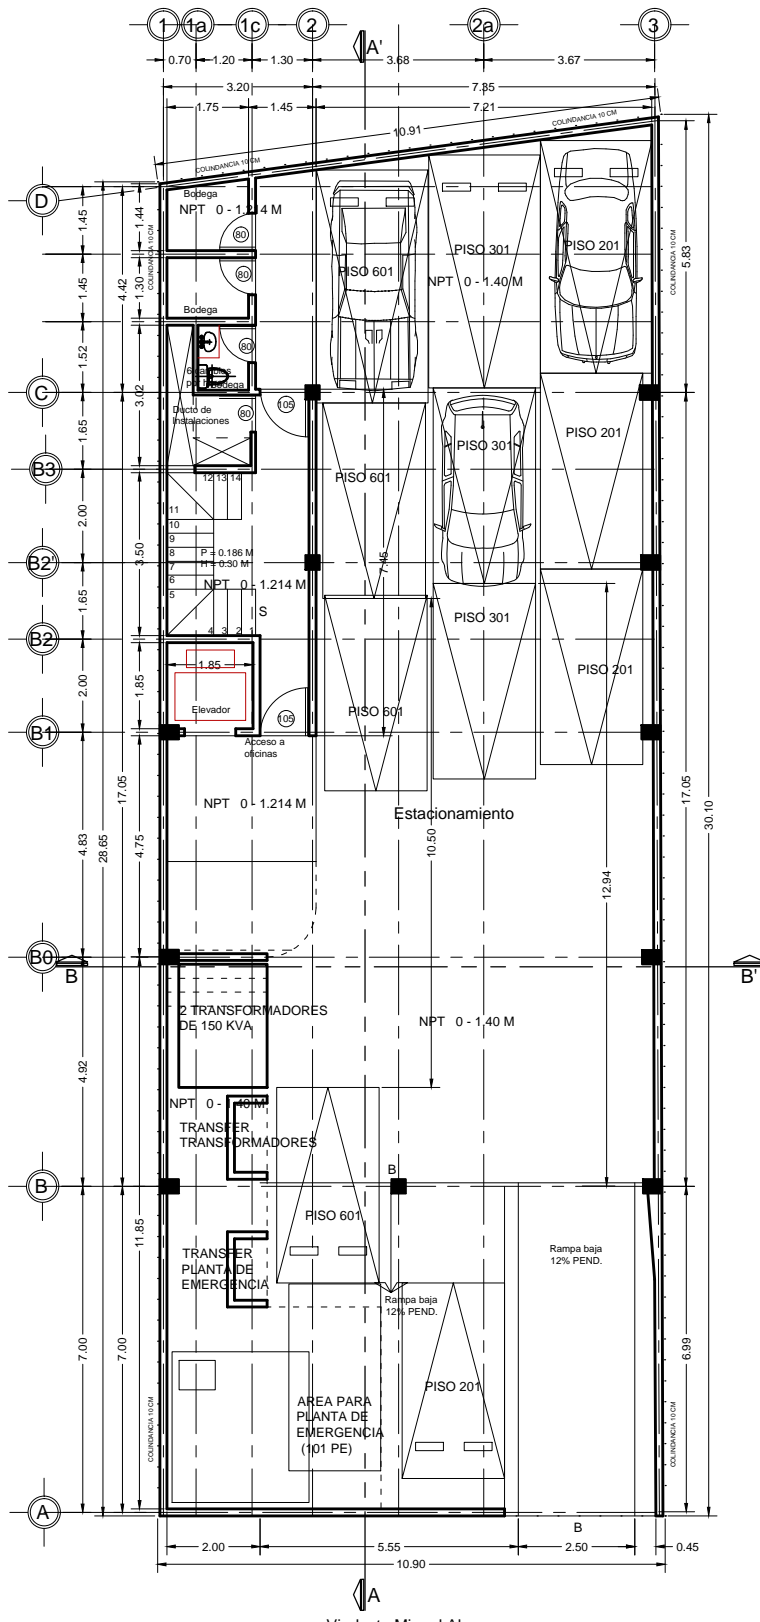 1
1a
1c
2
2a
3
A'
0.70
1.20
1.30
3.68
3.67
3.20
7.35
1.75
1.45
7.21
10.91
COLINDANCIA 10 CM
COLINDANCIA 10 CM
D
Bodega
NPT 0 - 1.214 M
80
80
Bodega
80
Bodega
80
105
Ducto de
Instalaciones
COLINDANCIA 10 CM
COLINDANCIA 10 CM
1.45
1.44
1.45
1.30
4.42
1.52
3.02
1.65
2.00
3.50
1.65
2.00
1.85
5.83
PISO 601
PISO 301
NPT 0 - 1.40 M
PISO 201
C
B3
B2'
B2
B1
PISO 601
PISO 301
PISO 201
12 13 14
11
10
9
8
7
6
5
4 3 2 1
P = 0.186 M
H = 0.30 M
NPT 0 - 1.214 M
S
7.45
PISO 601
PISO 301
PISO 201
1.85
Elevador
105
Acceso a
oficinas
NPT 0 - 1.214 M
Estacionamiento
17.05
28.65
4.83
4.75
10.50
12.94
17.05
30.10
B0
B
B'
2 TRANSFORMADORES
DE 150 KVA
NPT 0 - 1.40 M
NPT 0 - 1.40 M
4.92
TRANSFER
TRANSFORMADORES
B
B
PISO 601
11.85
TRANSFER
PLANTA DE
EMERGENCIA
Rampa baja
12% PEND.
Rampa baja
12% PEND.
7.00
7.00
6.99
PISO 201
AREA PARA
PLANTA DE
EMERGENCIA
(101 PE)
COLINDANCIA 10 CM
COLINDANCIA 10 CM
A
B
2.00
5.55
2.50
0.45
10.90
A